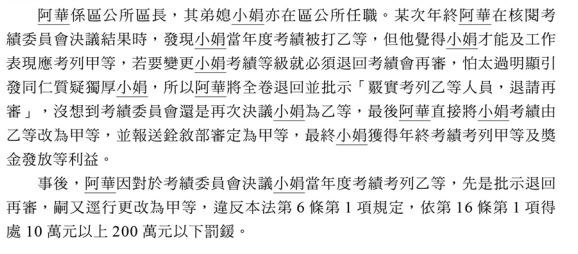 阿華係區公所區長，其弟媳小娟亦在區公所任職。某次年終阿華在核閱考
績委員會決議結果時，發現小娟當年度考績被打乙等，但他覺得小娟才能及工作
表現應考列甲等，若要變更小娟考績等級就必須退回考績會再審，怕太過明顯引
發同仁質疑獨厚小娟，所以阿華將全卷退回並批示「覈實考列乙等人員，退請再
審」，沒想到考績委員會還是再次決議小娟為乙等，最後阿華直接將小娟考績由
乙等改為甲等，並報送銓敘部審定為甲等，最終小娟獲得年終考績考列甲等及獎
金發放等利益。
事後，阿華因對於考績委員會決議小娟當年度考績考列乙等，先是批示退回
再審，嗣又逕行更改為甲等，違反本法第 6 條第 1 項規定，依第 16 條第 1 項得
處 10 萬元以上 200 萬元以下罰鍰。